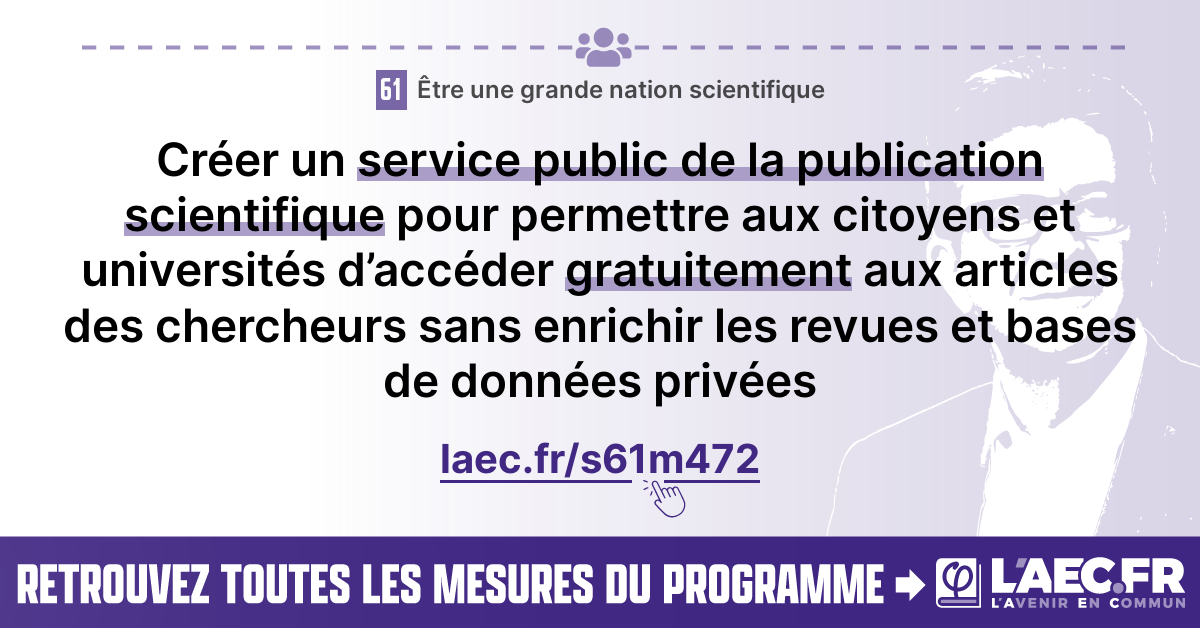 61 Être une grande nation scientifique
Créer un service public de la publication
scientifique pour permettre aux citoyens et
universités d’accéder gratuitement aux articles
des chercheurs sans enrichir les revues et bases
de données privées
laec.fr/s61m472
RETROUVEZ TOUTES LES MESURES DU PROGRAMME
φ L'AEC.FR
L'AVENIR EN COMMUN